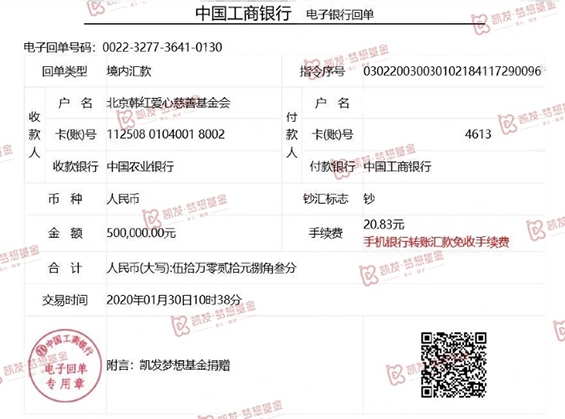 中国工商银行 电子银行回单
电子回单号码：0022-3277-3641-0130
回单类型 境内汇款 指令序号 030220030030102184117290096
收款人 户 名 北京韩红爱心慈善基金会 付款人 户 名
卡(账)号 112508 0104001 8002 卡(账)号 4613
收款银行 中国农业银行 付款银行 中国工商银行
币 种 人民币 钞汇标志 钞
金 额 500,000.00元 手续费 20.83元
手机银行转账汇款免收手续费
合 计 人民币(大写):伍拾万零贰拾元捌角叁分
交易时间 2020年01月30日10时38分
中国工商银行
电子回单
专用章
附言：凯发梦想基金捐赠
凯发·梦想基金